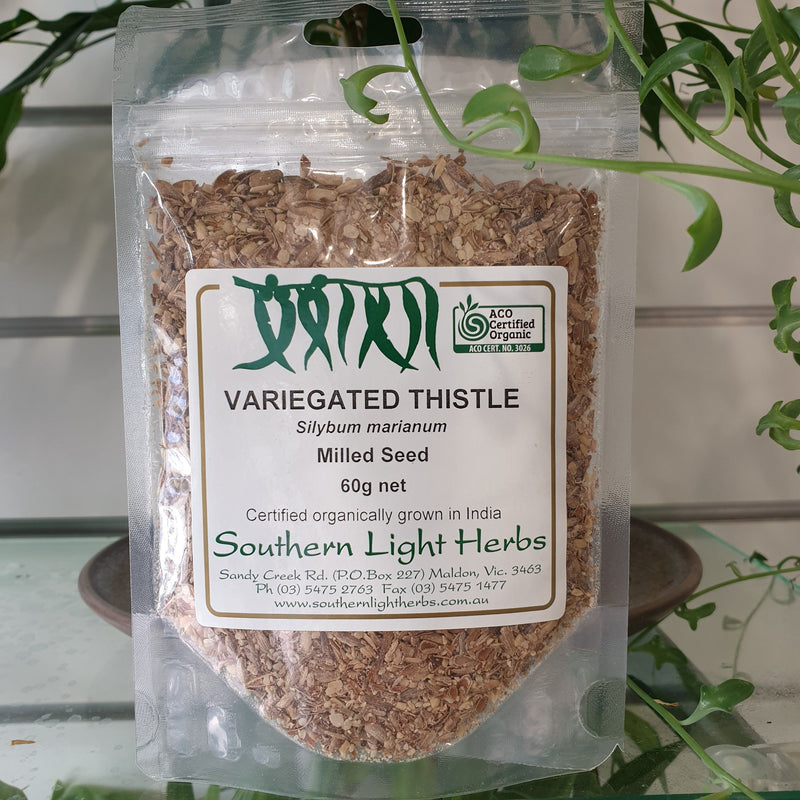 ACO
Certified
Organic
ACO CERT. NO. 3026
VARIEGATED THISTLE
Silybum marianum
Milled Seed
60g net
Certified organically grown in India
Southern Light Herbs
Sandy Creek Rd. (P.O.Box 227) Maldon, Vic. 3463
Ph (03) 5475 2763 Fax (03) 5475 1477
www.southernlightherbs.com.au